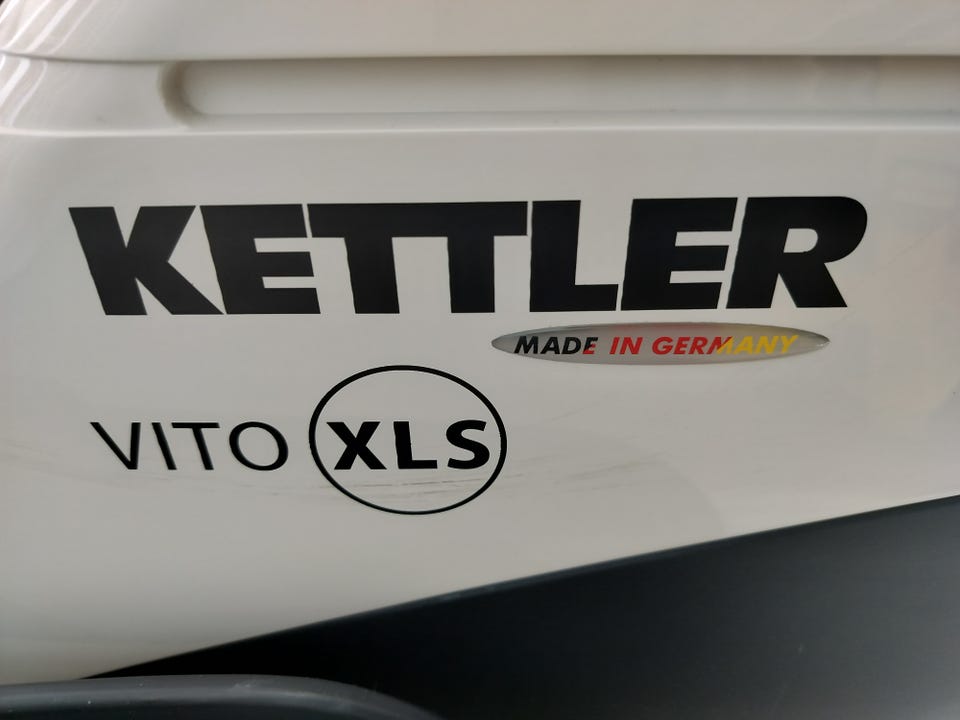 KETTLER
MADE IN GERMANY
VITO XLS